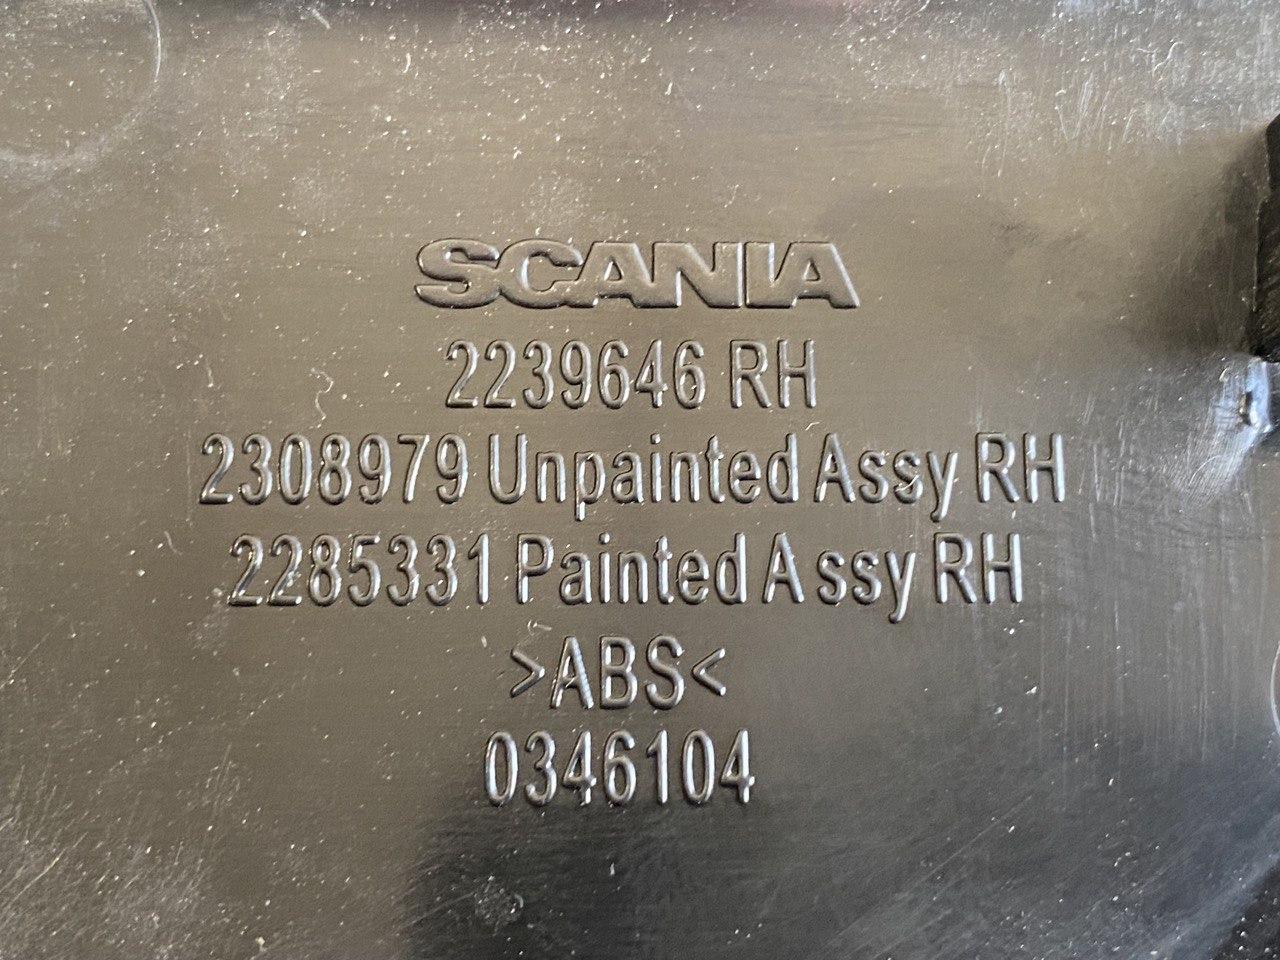 SCANIA
2239646 RH
2308979 Unpainted Assy RH
2285331 Painted Assy RH
>ABS<
0346104